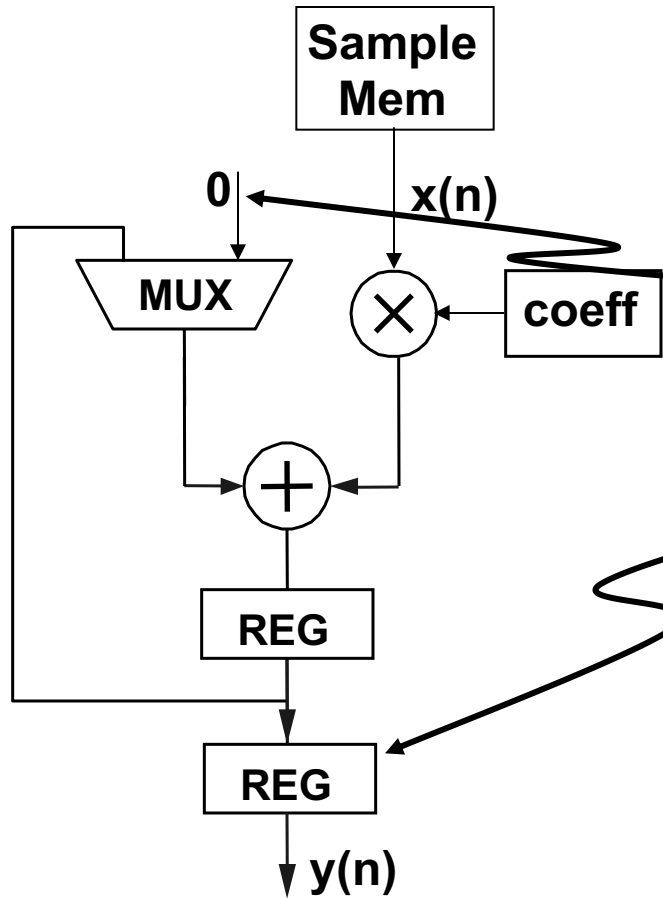 Sample
Mem
0
x(n)
MUX
coeff
REG
REG
y(n)